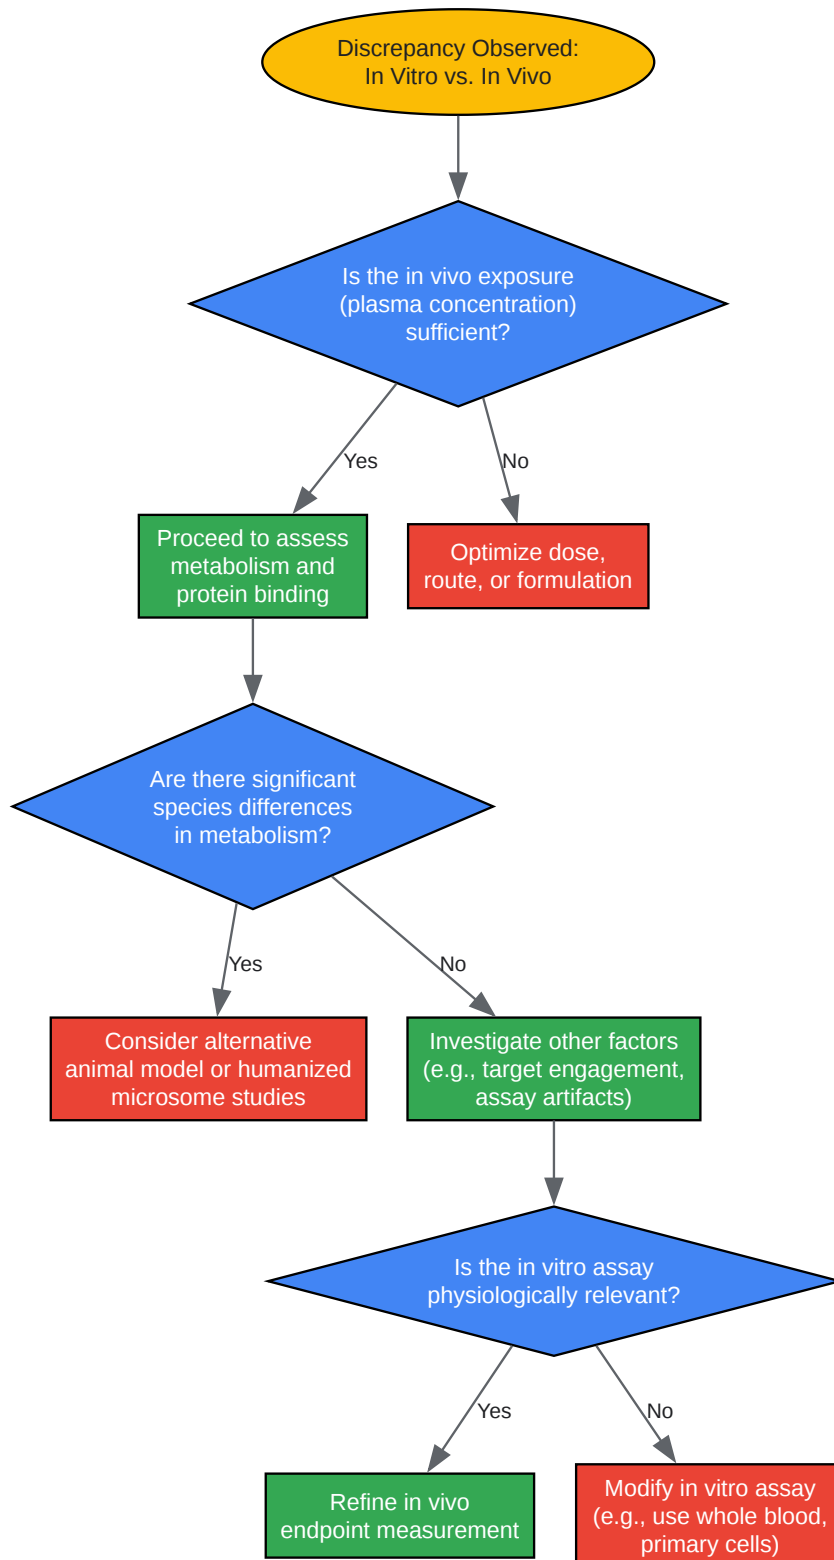 Discrepancy Observed:
In Vitro vs. In Vivo
Is the in vivo exposure
(plasma concentration)
sufficient?
Yes
No
Proceed to assess
metabolism and
protein binding
Optimize dose,
route, or formulation
Are there significant
species differences
in metabolism?
Yes
No
Consider alternative
animal model or humanized
microsome studies
Investigate other factors
(e.g., target engagement,
assay artifacts)
Is the in vitro assay
physiologically relevant?
Yes
No
Refine in vivo
endpoint measurement
Modify in vitro assay
(e.g., use whole blood,
primary cells)